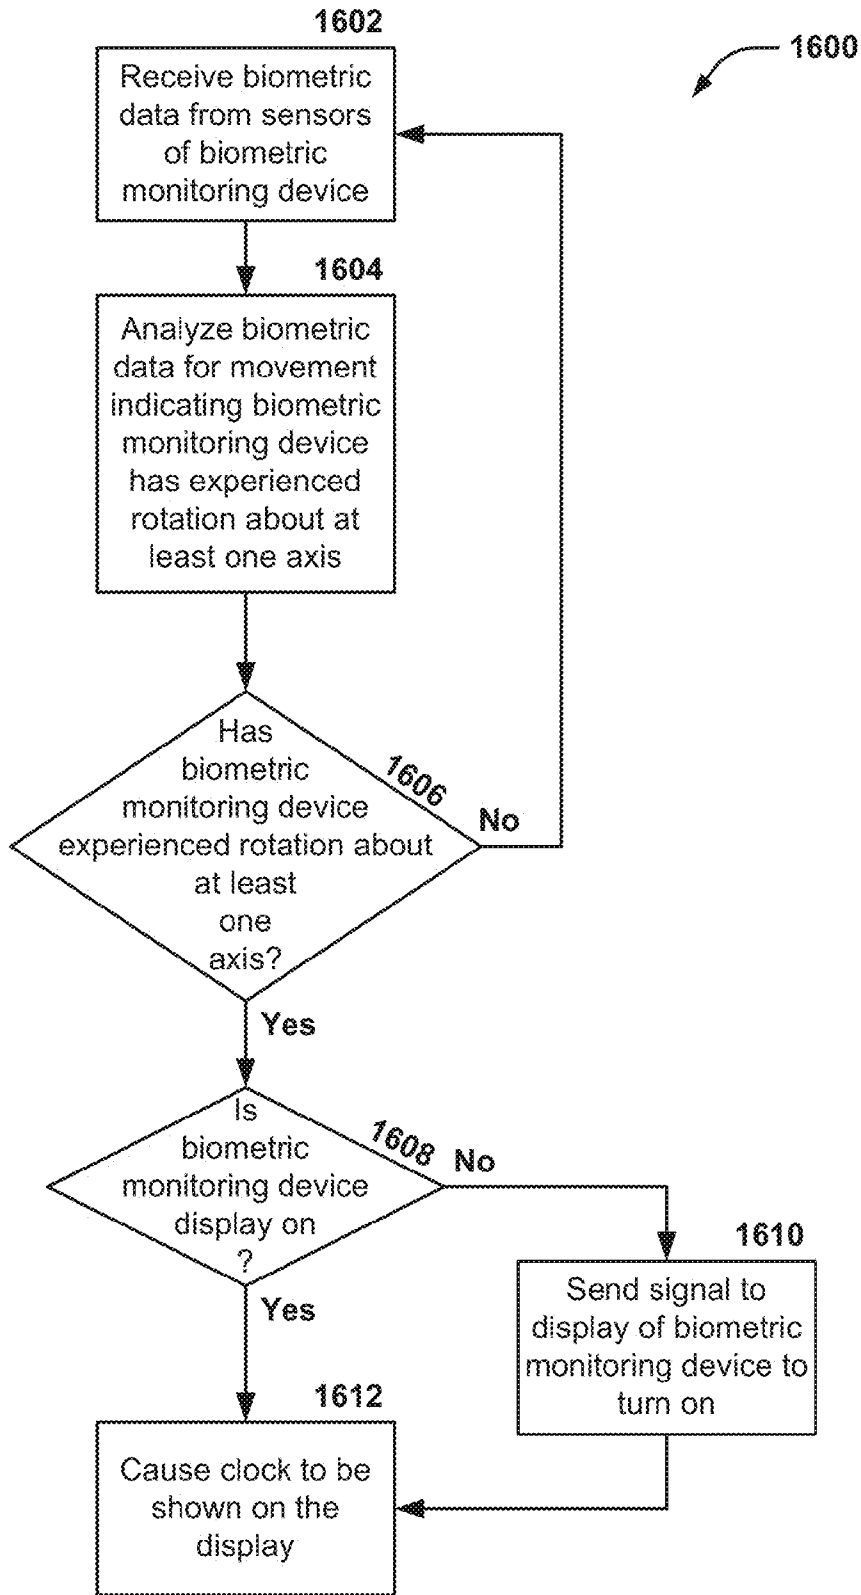 1602
1600
Receive biometric
data from sensors
of biometric
monitoring device
1604
Analyze biometric
data for movement
indicating biometric
monitoring device
has experienced
rotation about at
least one axis
Has
biometric
monitoring device
experienced rotation about
at least
one
axis?
1606
No
Yes
Is
biometric
monitoring device
display on
?
1608
No
Yes
1610
Send signal to
display of biometric
monitoring device to
turn on
1612
Cause clock to be
shown on the
display